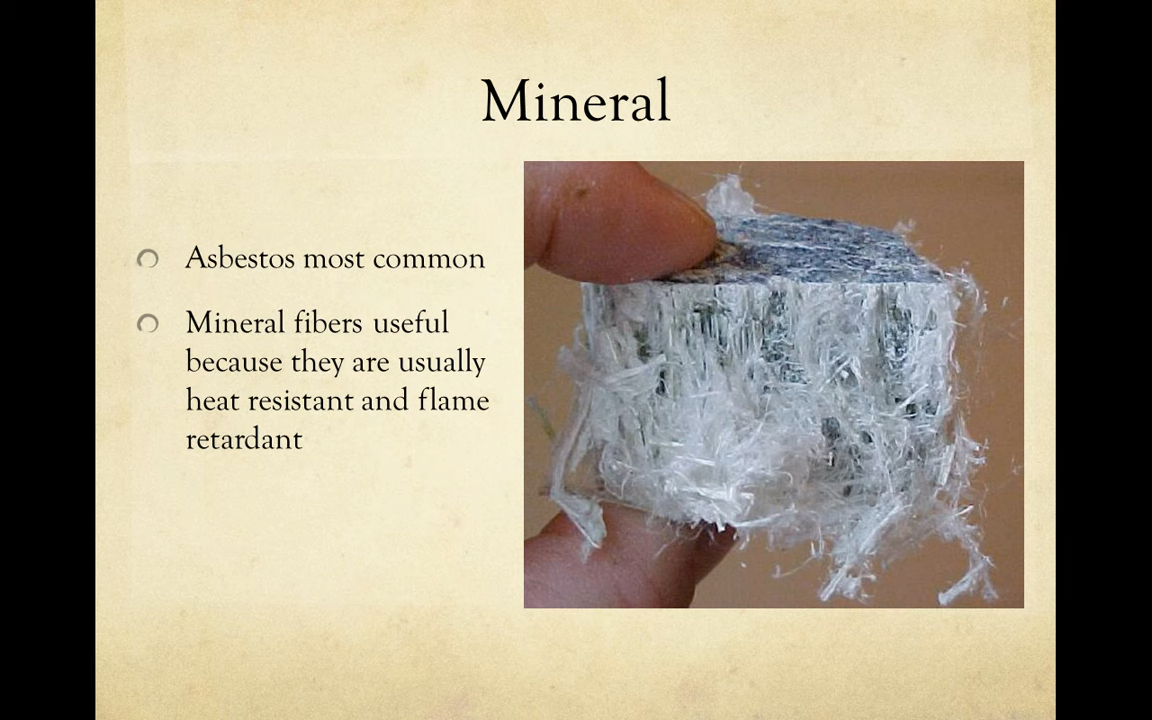 Mineral
Asbestos most common
Mineral fibers useful
because they are usually
heat resistant and flame
retardant